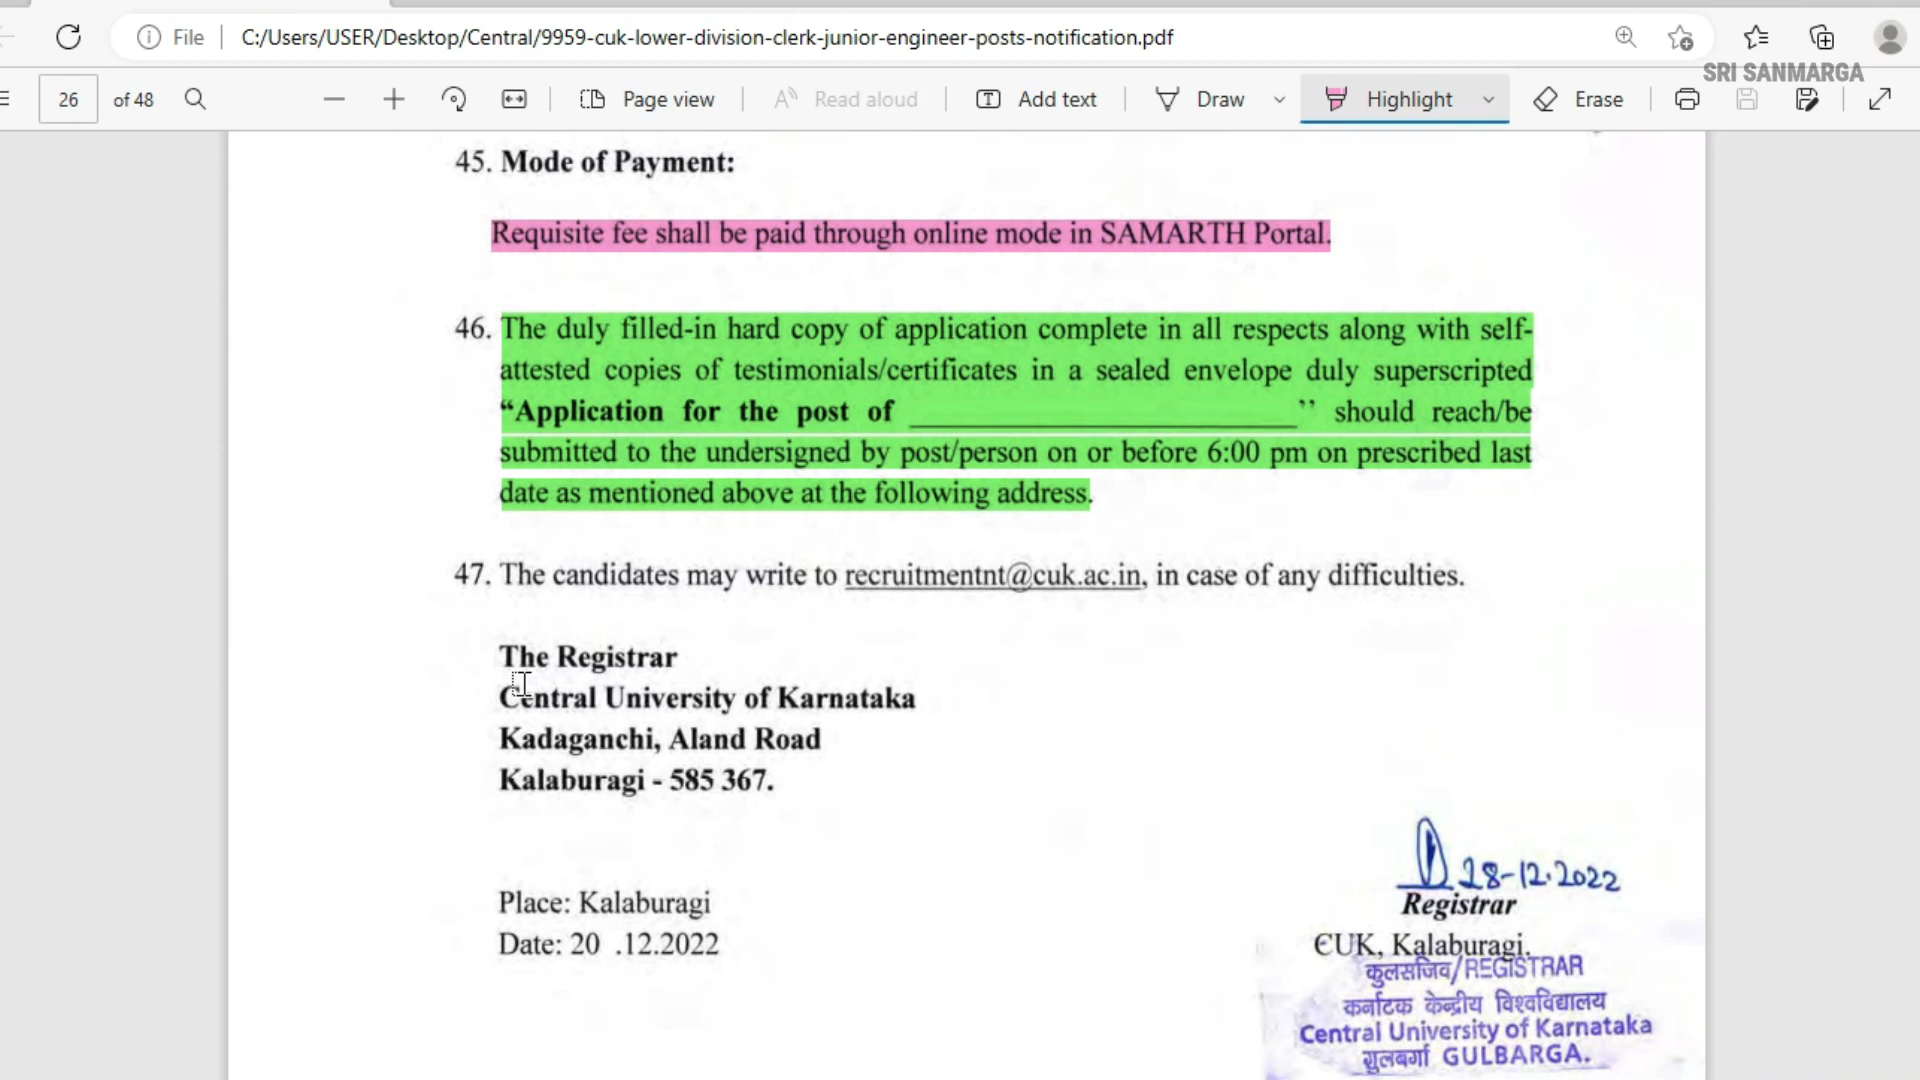 File
C:/Users/USER/Desktop/Central/9959-cuk-lower-division-clerk-junior-engineer-posts-notification.pdf
SRI SANMARGA
26 of 48
Page view
Read aloud
Add text
Draw
Highlight
Erase
45. Mode of Payment:
Requisite fee shall be paid through online mode in SAMARTH Portal.
46. The duly filled-in hard copy of application complete in all respects along with self-
attested copies of testimonials/certificates in a sealed envelope duly superscripted
“Application for the post of __________________________’’ should reach/be
submitted to the undersigned by post/person on or before 6:00 pm on prescribed last
date as mentioned above at the following address.
47. The candidates may write to recruitmentnt@cuk.ac.in, in case of any difficulties.
The Registrar
Central University of Karnataka
Kadaganchi, Aland Road
Kalaburagi - 585 367.
28-12.2022
Registrar
Place: Kalaburagi
Date: 20 .12.2022
CUK, Kalaburagi.
कुलसचिव/REGISTRAR
कर्नाटक केन्द्रीय विश्वविद्यालय
Central University of Karnataka
गुलबर्गा GULBARGA.